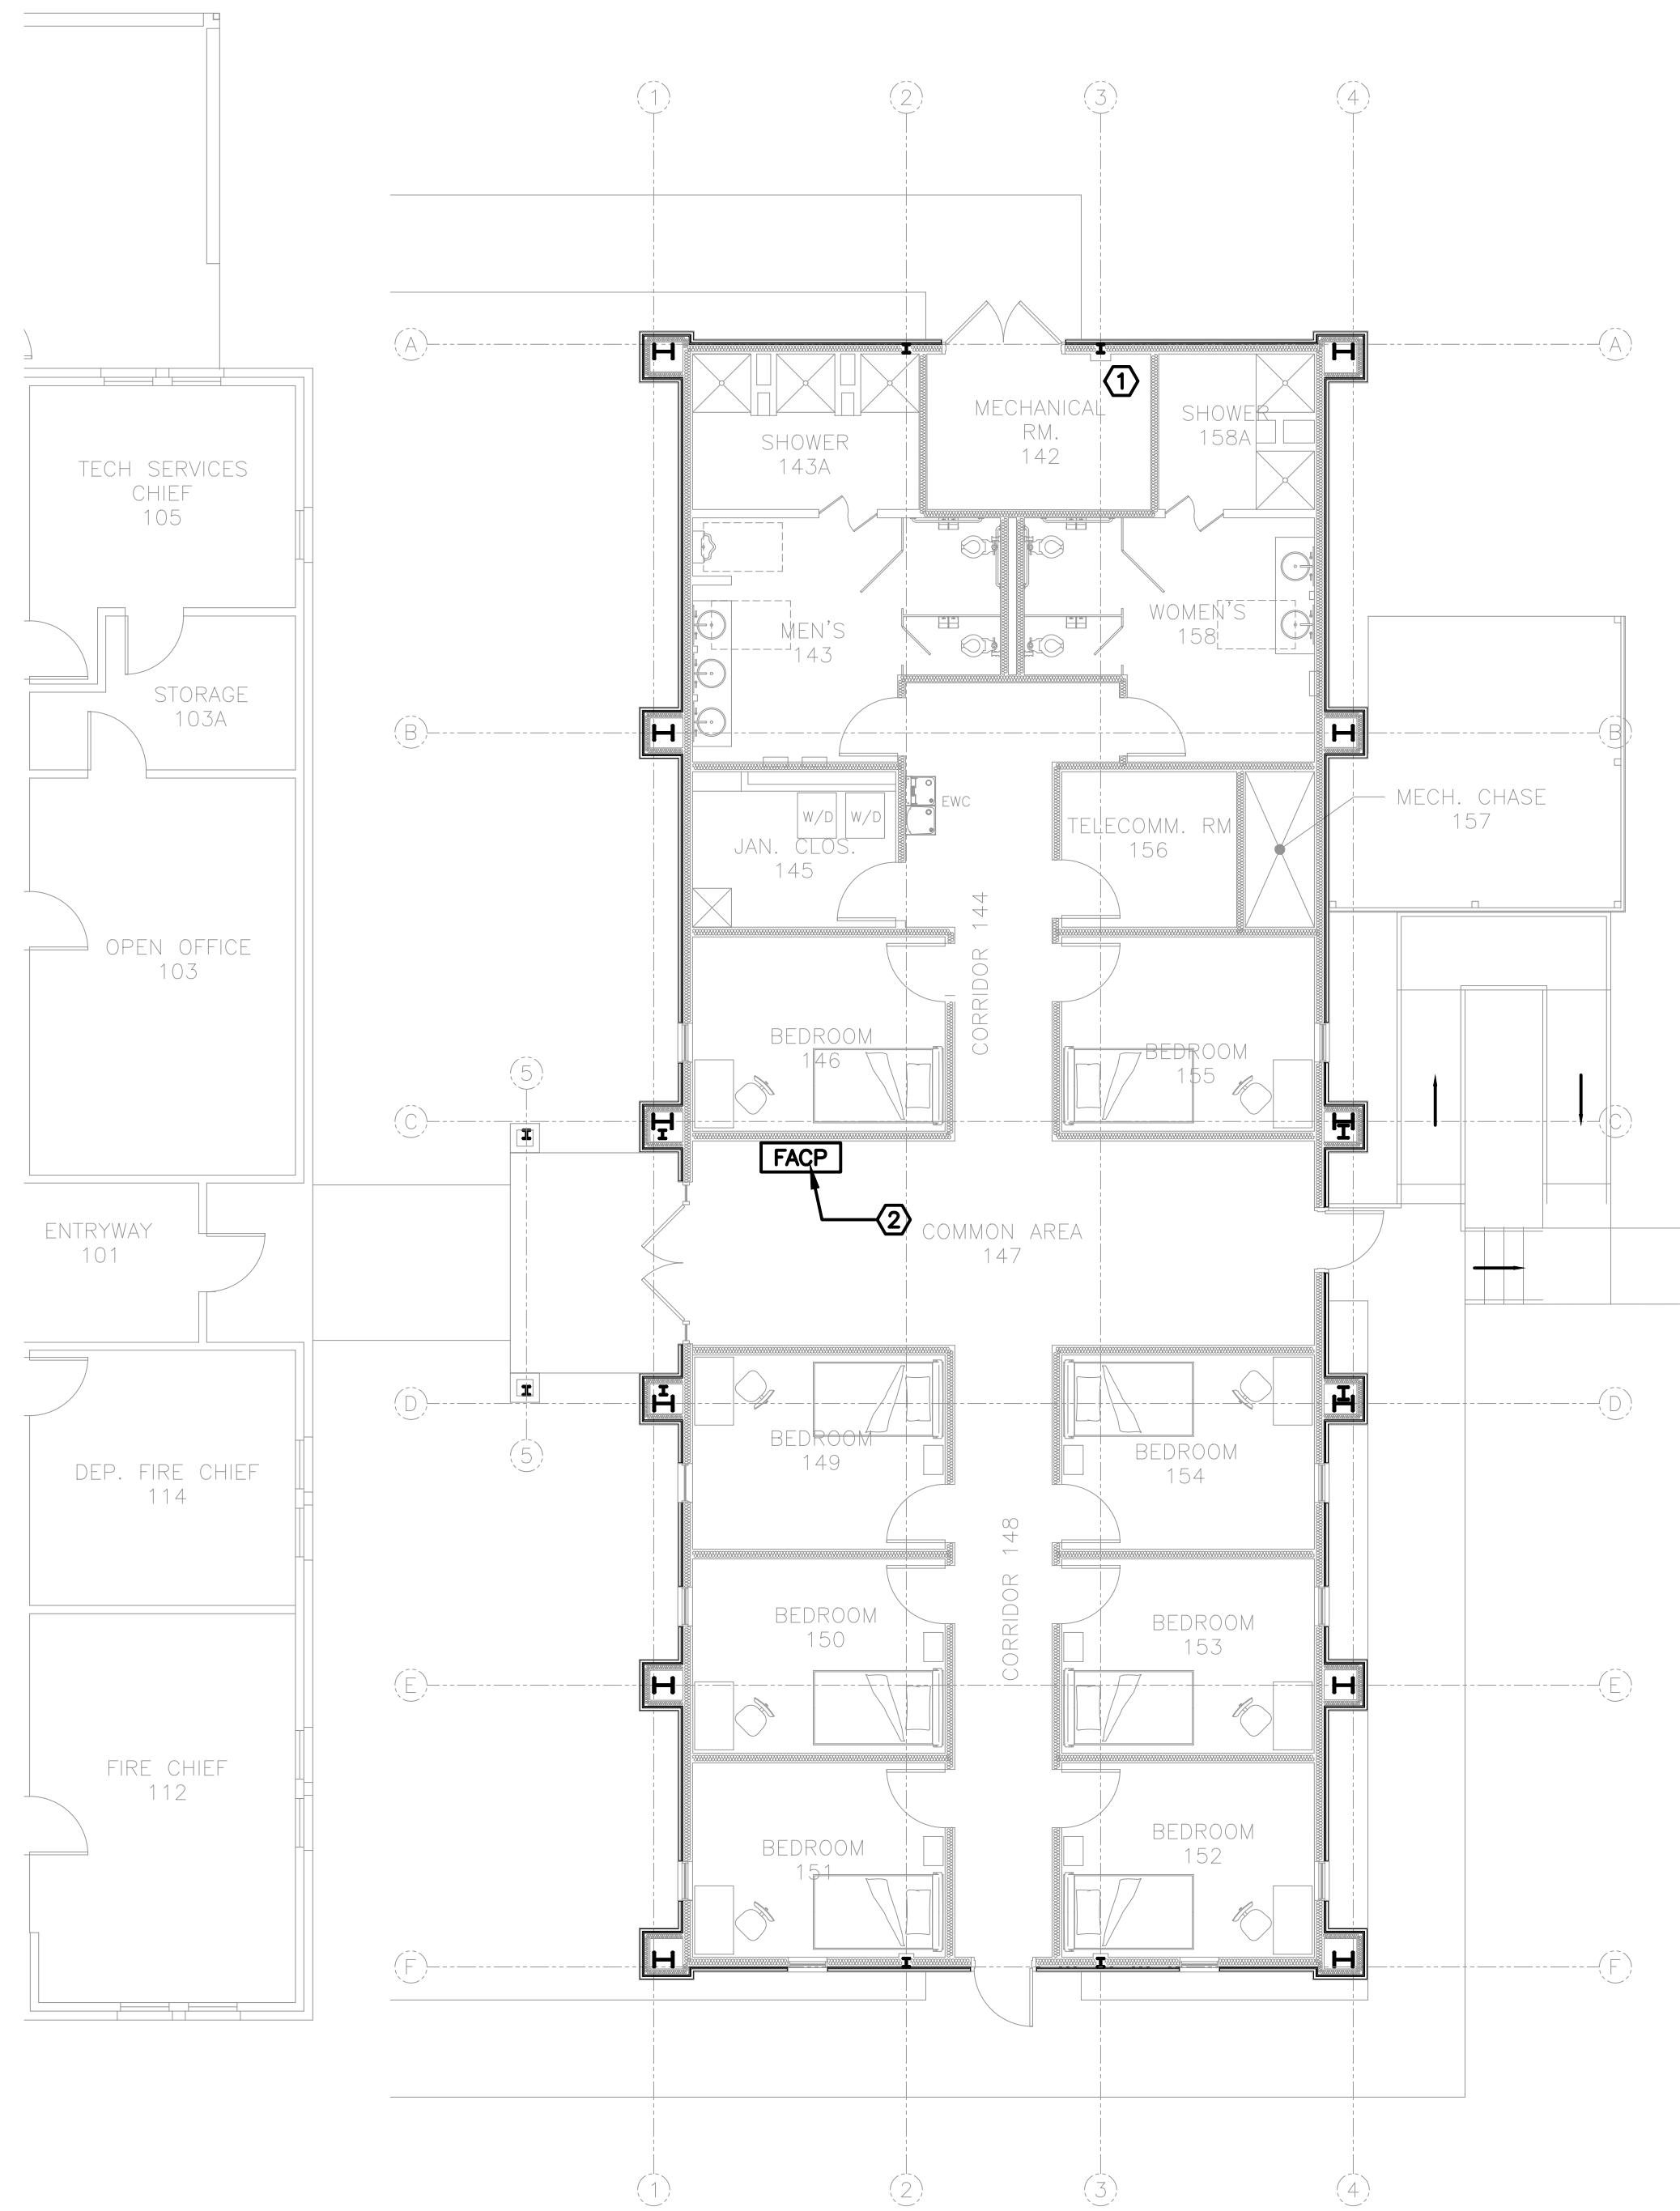 1
2
3
4
A
A
1
MECHANICAL
RM.
142
SHOWER
158A
SHOWER
143A
TECH SERVICES
CHIEF
105
WOMEN'S
158
MEN'S
143
STORAGE
103A
B
B
MECH. CHASE
157
EWC
W/D
W/D
TELECOMM. RM
156
JAN. CLOS.
145
OPEN OFFICE
103
CORRIDOR 144
BEDROOM
146
BEDROOM
155
5
C
C
FACP
2
ENTRYWAY
101
COMMON AREA
147
D
D
BEDROOM
149
BEDROOM
154
5
DEP. FIRE CHIEF
114
CORRIDOR 148
BEDROOM
150
BEDROOM
153
E
E
FIRE CHIEF
112
BEDROOM
151
BEDROOM
152
F
F
1
2
3
4